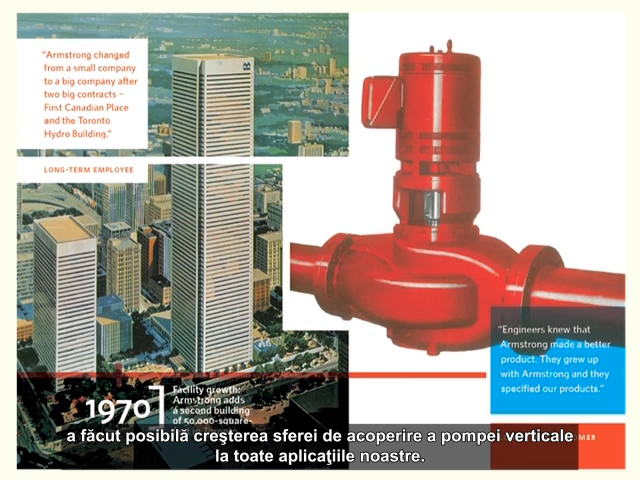 “Armstrong changed
from a small company
to a big company after
two big contracts –
First Canadian Place
and the Toronto
Hydro Building.”
LONG-TERM EMPLOYEE
“Engineers knew that
Armstrong made a better
product. They grew up
with Armstrong and they
specified our products.”
1970
Facility growth:
Armstrong adds
a second building
of 50,000-square-
a făcut posibilă creşterea sferei de acoperire a pompei verticale
la toate aplicaţiile noastre.